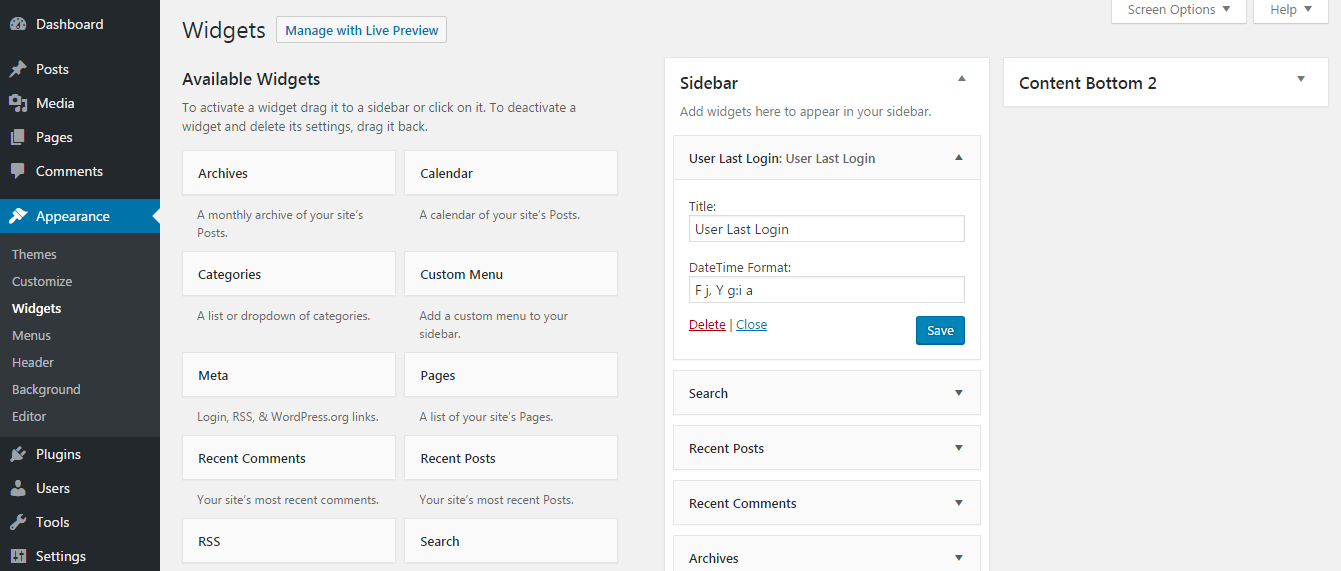 Dashboard
Posts
Media
Pages
Comments
Appearance
Themes
Customize
Widgets
Menus
Header
Background
Editor
Plugins
Users
Tools
Settings
Screen Options
Help
Widgets
Manage with Live Preview
Available Widgets
To activate a widget drag it to a sidebar or click on it. To deactivate a
widget and delete its settings, drag it back.
Archives
A monthly archive of your site’s
Posts.
Calendar
A calendar of your site’s Posts.
Categories
A list or dropdown of categories.
Custom Menu
Add a custom menu to your
sidebar.
Meta
Login, RSS, & WordPress.org links.
Pages
A list of your site’s Pages.
Recent Comments
Your site’s most recent comments.
Recent Posts
Your site’s most recent Posts.
RSS
Search
Sidebar
Add widgets here to appear in your sidebar.
User Last Login: User Last Login
Title:
User Last Login
DateTime Format:
F j, Y g:i a
Delete | Close
Save
Search
Recent Posts
Recent Comments
Archives
Content Bottom 2